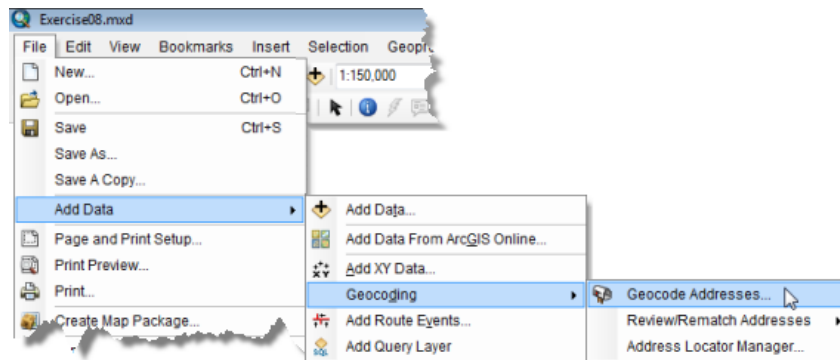 Exercise08.mxd
File Edit View Bookmarks Insert Selection
New... Ctrl+N
1:150,000
Open... Ctrl+O
Save Ctrl+S
Save As...
Save A Copy...
Add Data
Add Data...
Page and Print Setup...
Add Data From ArcGIS Online...
Print Preview...
Add XY Data...
Print...
Geocoding
Geocode Addresses...
Create Map Package...
Add Route Events...
Review/Rematch Addresses
SQL Add Query Layer
Address Locator Manager...